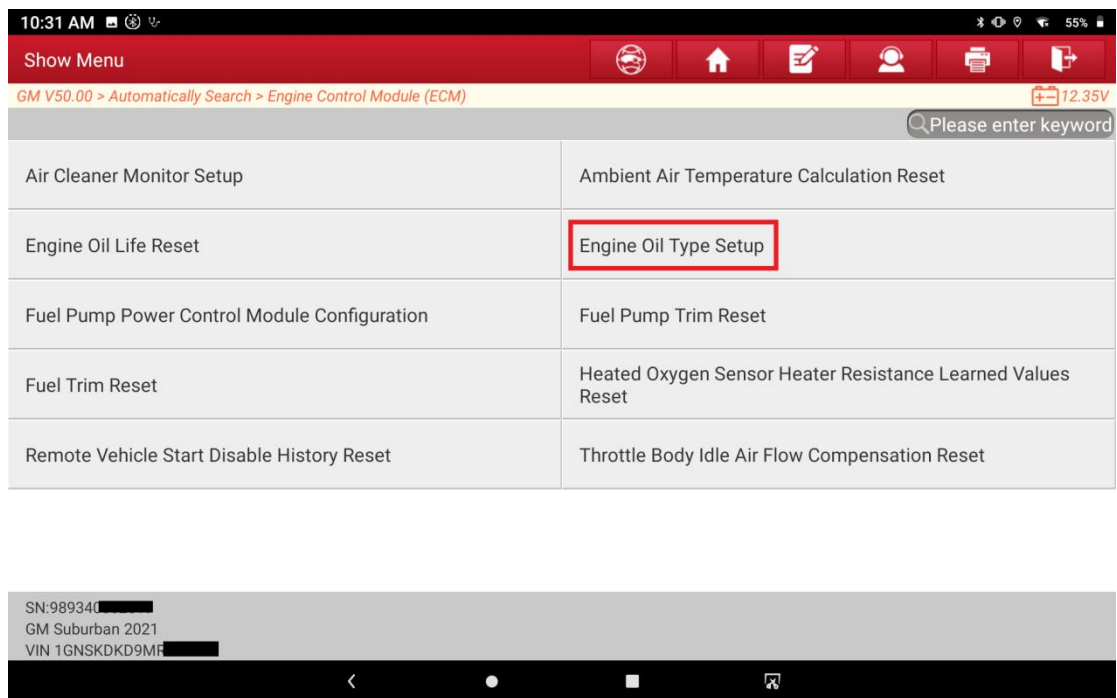 10:31 AM
55%
Show Menu
GM V50.00 > Automatically Search > Engine Control Module (ECM)
12.35V
Please enter keyword
Air Cleaner Monitor Setup
Ambient Air Temperature Calculation Reset
Engine Oil Life Reset
Engine Oil Type Setup
Fuel Pump Power Control Module Configuration
Fuel Pump Trim Reset
Fuel Trim Reset
Heated Oxygen Sensor Heater Resistance Learned Values
Reset
Remote Vehicle Start Disable History Reset
Throttle Body Idle Air Flow Compensation Reset
SN:989340
GM Suburban 2021
VIN 1GNSKDKD9MR